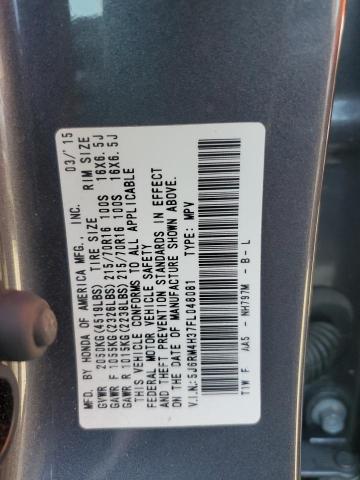 MFD. BY HONDA OF AMERICA MFG., INC. 03/'15
TIRE SIZE RIM SIZE
GVWR 2050KG(4519LBS)
GAWR F 1055KG(2326LBS) 215/70R16 100S 16X6.5J
GAWR R 1015KG(2238LBS) 215/70R16 100S 16X6.5J
THIS VEHICLE CONFORMS TO ALL APPLICABLE
FEDERAL MOTOR VEHICLE SAFETY
AND THEFT PREVENTION STANDARDS IN EFFECT
ON THE DATE OF MANUFACTURE SHOWN ABOVE.
V.I.N.:5J6RM4H37FL048081 TYPE: MPV
T1W F AA5 - NH797M - B - L